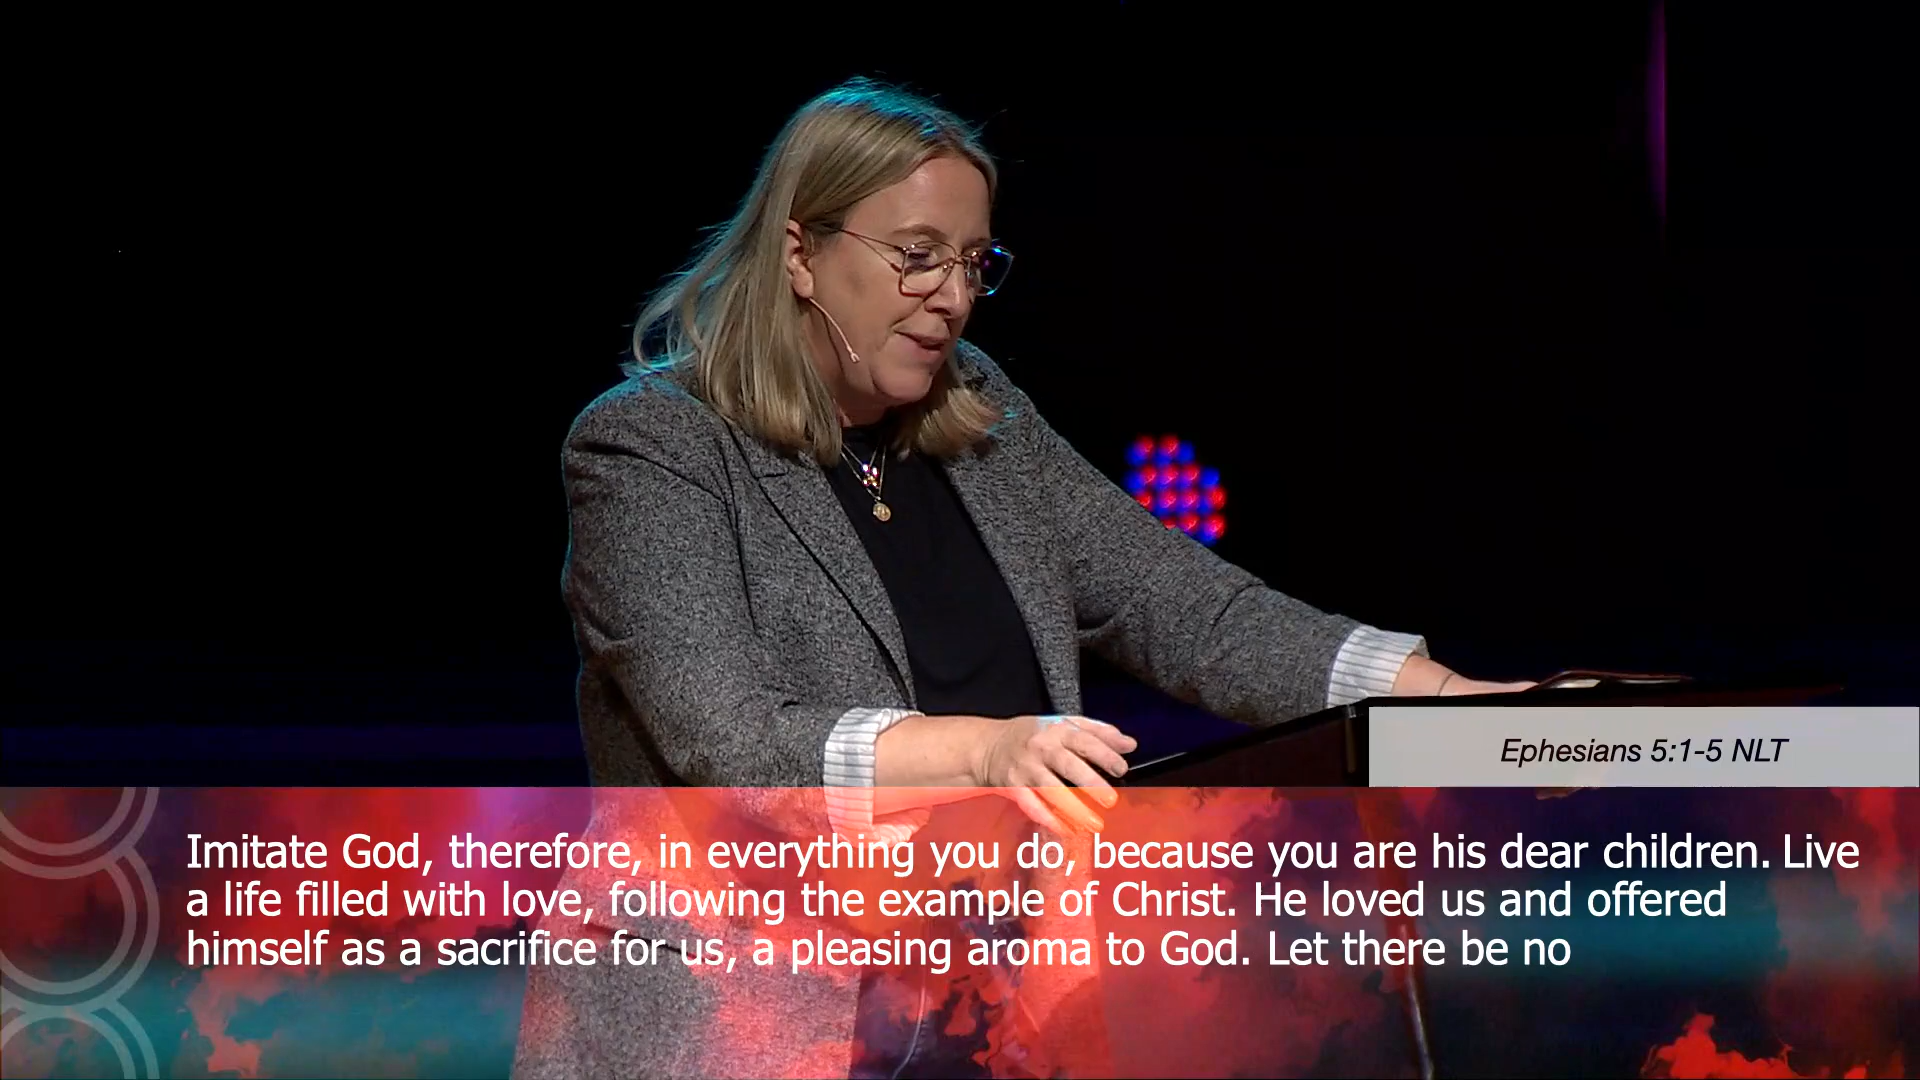 Ephesians 5:1-5 NLT
Imitate God, therefore, in everything you do, because you are his dear children. Live
a life filled with love, following the example of Christ. He loved us and offered
himself as a sacrifice for us, a pleasing aroma to God. Let there be no